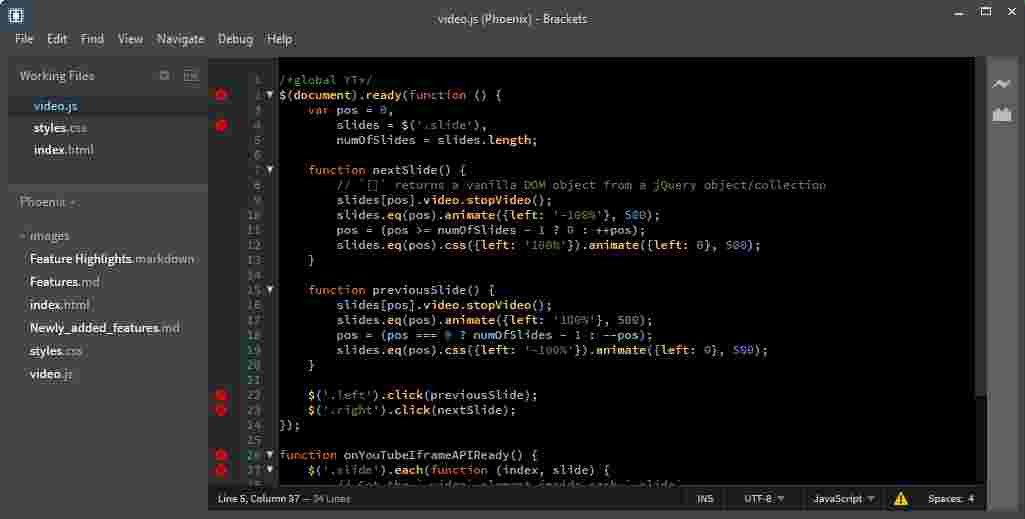 video.js (Phoenix) - Brackets
File Edit Find View Navigate Debug Help
Working Files
video.js
styles.css
index.html
Phoenix
images
Feature Highlights.markdown
Features.md
index.html
Newly_added_features.md
styles.css
video.js
1 /*global YT*/
2 $(document).ready(function () {
3 var pos = 0,
4 slides = $('.slide'),
5 numOfSlides = slides.length;
6
7 function nextSlide() {
8 // `[]` returns a vanilla DOM object from a jQuery object/collection
9 slides[pos].video.stopVideo();
10 slides.eq(pos).animate({left: '-100%'}, 500);
11 pos = (pos >= numOfSlides - 1 ? 0 : ++pos);
12 slides.eq(pos).css({left: '100%'}).animate({left: 0}, 500);
13 }
14
15 function previousSlide() {
16 slides[pos].video.stopVideo();
17 slides.eq(pos).animate({left: '100%'}, 500);
18 pos = (pos === 0 ? numOfSlides - 1 : --pos);
19 slides.eq(pos).css({left: '-100%'}).animate({left: 0}, 500);
20 }
21
22 $('.left').click(previousSlide);
23 $('.right').click(nextSlide);
24 });
25
26 function onYouTubeIframeAPIReady() {
27 $('.slide').each(function (index, slide) {
// Get the `.video` element inside each `.slide`
Line 5, Column 37 — 34 Lines
INS UTF-8 JavaScript Spaces: 4